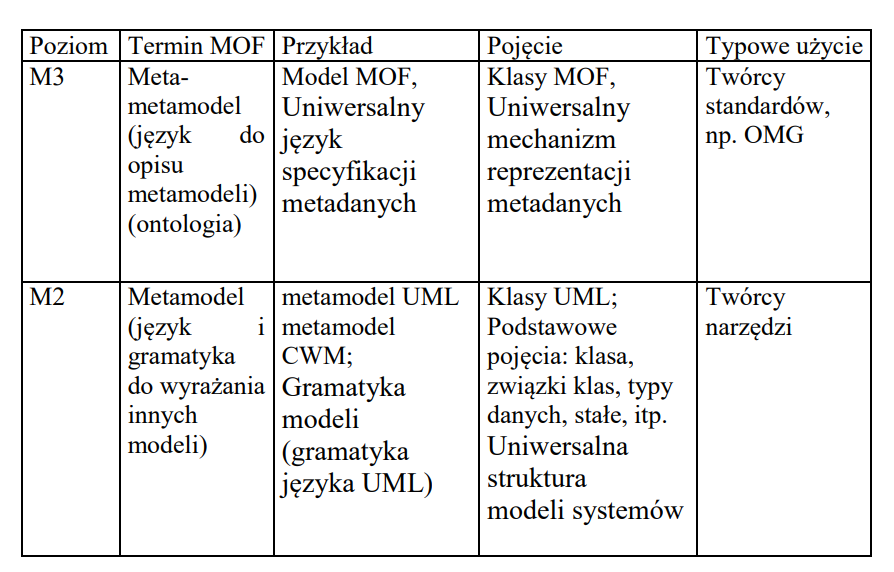 Poziom
Termin MOF
Przykład
Pojęcie
Typowe użycie
M3
Meta-
metamodel
(język do
opisu
metamodeli)
(ontologia)
Model MOF,
Uniwersalny
język
specyfikacji
metadanych
Klasy MOF,
Uniwersalny
mechanizm
reprezentacji
metadanych
Twórcy
standardów,
np. OMG
M2
Metamodel
(język i
gramatyka
do wyrażania
innych
modeli)
metamodel UML
metamodel
CWM;
Gramatyka
modeli
(gramatyka
języka UML)
Klasy UML;
Podstawowe
pojęcia: klasa,
związki klas, typy
danych, stałe, itp.
Uniwersalna
struktura
modeli systemów
Twórcy
narzędzi